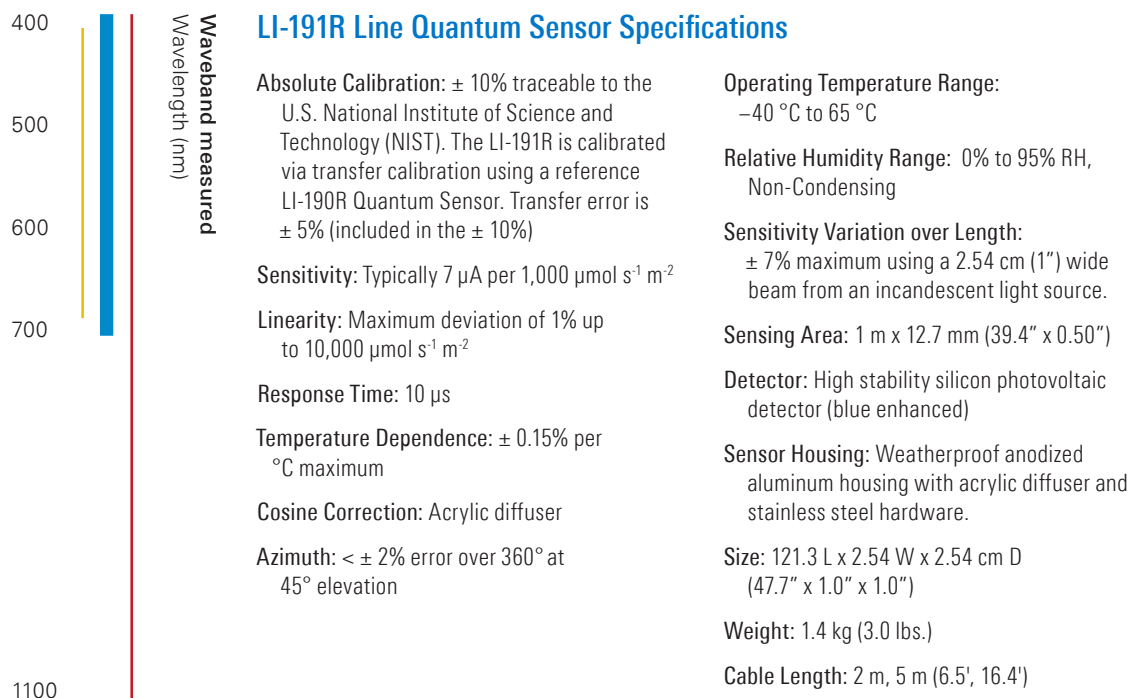 400
500
600
700
1100
Waveband measured
Wavelength (nm)
LI-191R Line Quantum Sensor Specifications
Absolute Calibration: ± 10% traceable to the
U.S. National Institute of Science and
Technology (NIST). The LI-191R is calibrated
via transfer calibration using a reference
LI-190R Quantum Sensor. Transfer error is
± 5% (included in the ± 10%)
Sensitivity: Typically 7 µA per 1,000 µmol s⁻¹ m⁻²
Linearity: Maximum deviation of 1% up
to 10,000 µmol s⁻¹ m⁻²
Response Time: 10 µs
Temperature Dependence: ± 0.15% per
°C maximum
Cosine Correction: Acrylic diffuser
Azimuth: < ± 2% error over 360° at
45° elevation
Operating Temperature Range:
–40 °C to 65 °C
Relative Humidity Range: 0% to 95% RH,
Non-Condensing
Sensitivity Variation over Length:
± 7% maximum using a 2.54 cm (1”) wide
beam from an incandescent light source.
Sensing Area: 1 m x 12.7 mm (39.4” x 0.50”)
Detector: High stability silicon photovoltaic
detector (blue enhanced)
Sensor Housing: Weatherproof anodized
aluminum housing with acrylic diffuser and
stainless steel hardware.
Size: 121.3 L x 2.54 W x 2.54 cm D
(47.7” x 1.0” x 1.0”)
Weight: 1.4 kg (3.0 lbs.)
Cable Length: 2 m, 5 m (6.5', 16.4')